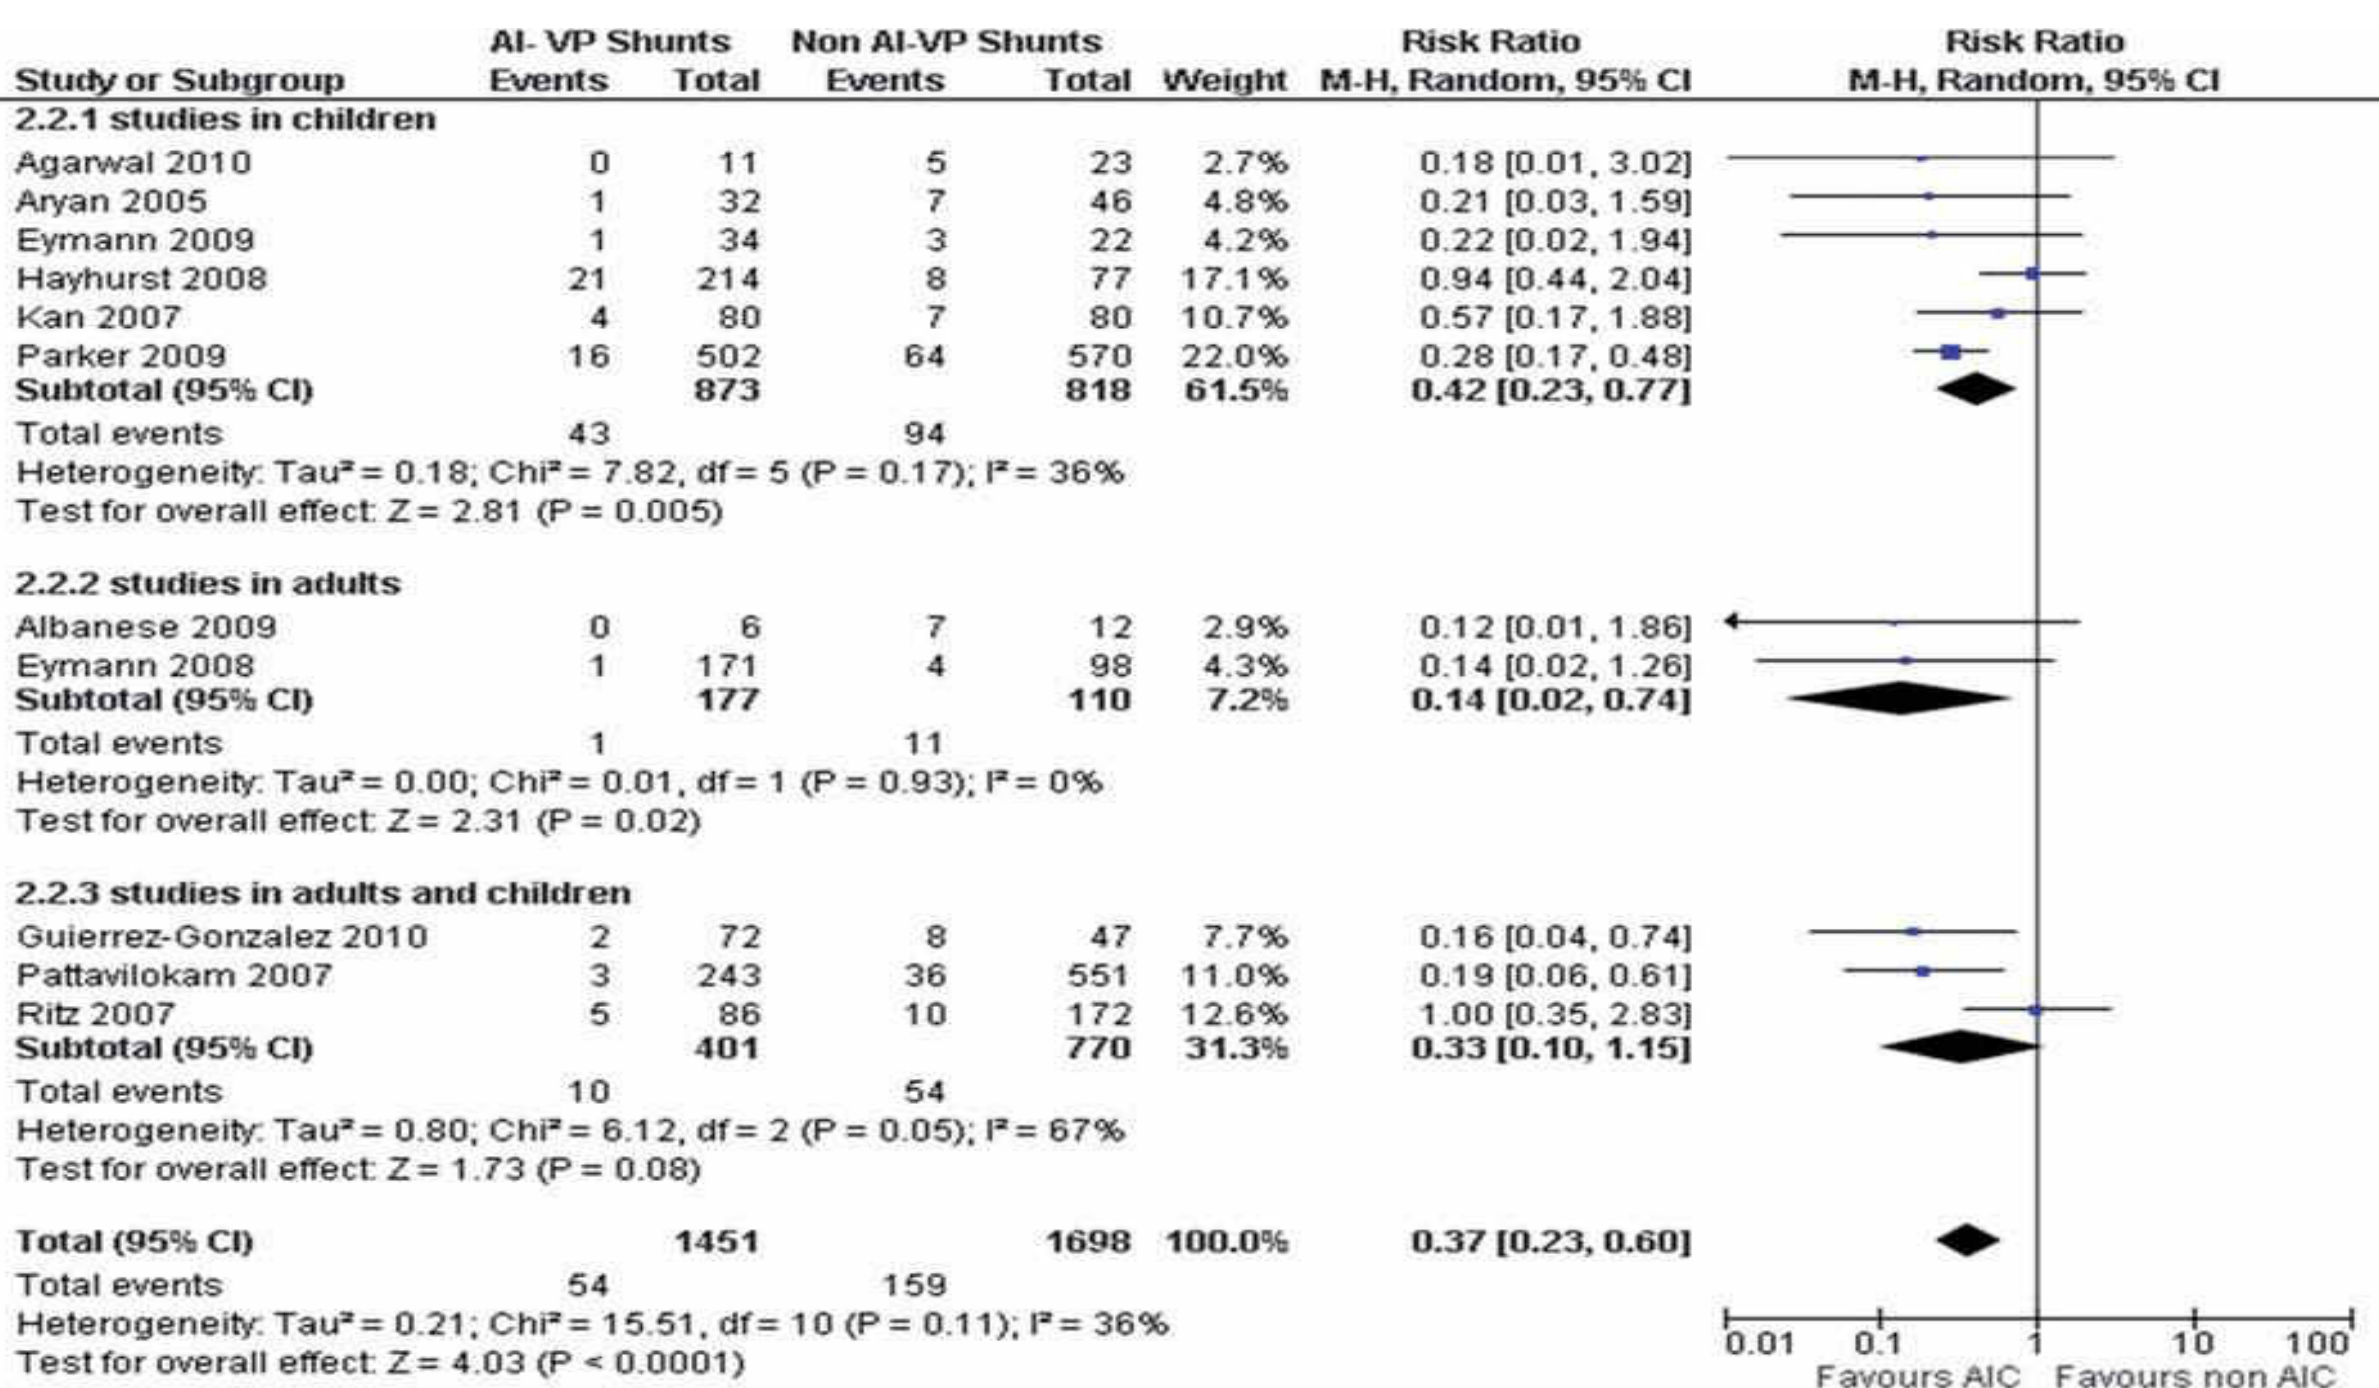 AI- VP Shunts Non AI-VP Shunts Risk Ratio Risk Ratio
Study or Subgroup Events Total Events Total Weight M-H, Random, 95% CI M-H, Random, 95% CI
2.2.1 studies in children
Agarwal 2010 0 11 5 23 2.7% 0.18 [0.01, 3.02]
Aryan 2005 1 32 7 46 4.8% 0.21 [0.03, 1.59]
Eymann 2009 1 34 3 22 4.2% 0.22 [0.02, 1.94]
Hayhurst 2008 21 214 8 77 17.1% 0.94 [0.44, 2.04]
Kan 2007 4 80 7 80 10.7% 0.57 [0.17, 1.88]
Parker 2009 16 502 64 570 22.0% 0.28 [0.17, 0.48]
Subtotal (95% CI) 873 818 61.5% 0.42 [0.23, 0.77]
Total events 43 94
Heterogeneity: Tau² = 0.18; Chi² = 7.82, df = 5 (P = 0.17); I² = 36%
Test for overall effect: Z = 2.81 (P = 0.005)
2.2.2 studies in adults
Albanese 2009 0 6 7 12 2.9% 0.12 [0.01, 1.86]
Eymann 2008 1 171 4 98 4.3% 0.14 [0.02, 1.26]
Subtotal (95% CI) 177 110 7.2% 0.14 [0.02, 0.74]
Total events 1 11
Heterogeneity: Tau² = 0.00; Chi² = 0.01, df = 1 (P = 0.93); I² = 0%
Test for overall effect: Z = 2.31 (P = 0.02)
2.2.3 studies in adults and children
Guierrez-Gonzalez 2010 2 72 8 47 7.7% 0.16 [0.04, 0.74]
Pattavilokam 2007 3 243 36 551 11.0% 0.19 [0.06, 0.61]
Ritz 2007 5 86 10 172 12.6% 1.00 [0.35, 2.83]
Subtotal (95% CI) 401 770 31.3% 0.33 [0.10, 1.15]
Total events 10 54
Heterogeneity: Tau² = 0.80; Chi² = 6.12, df = 2 (P = 0.05); I² = 67%
Test for overall effect: Z = 1.73 (P = 0.08)
Total (95% CI) 1451 1698 100.0% 0.37 [0.23, 0.60]
Total events 54 159
Heterogeneity: Tau² = 0.21; Chi² = 15.51, df = 10 (P = 0.11); I² = 36%
Test for overall effect: Z = 4.03 (P < 0.0001)
0.01 0.1 1 10 100
Favours AIC Favours non AIC